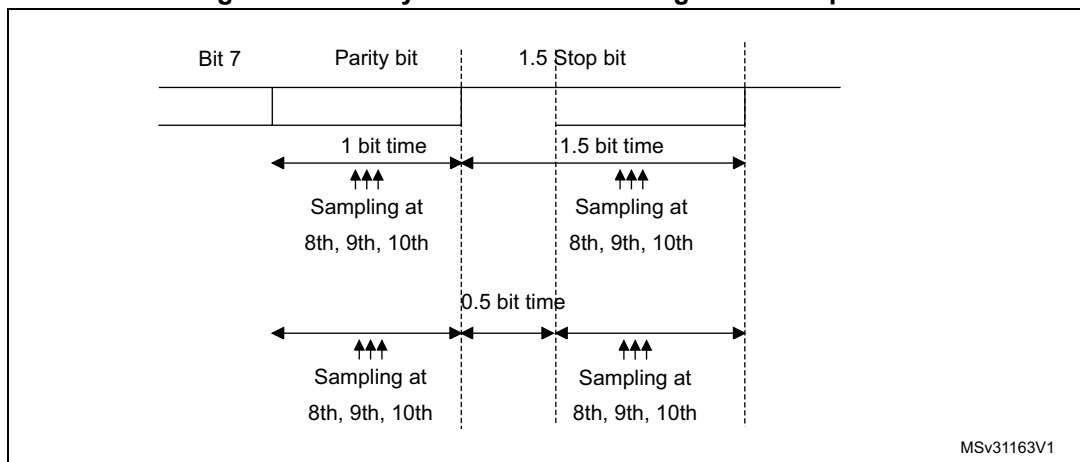 Bit 7 Parity bit 1.5 Stop bit
1 bit time 1.5 bit time
Sampling at Sampling at
8th, 9th, 10th 8th, 9th, 10th
0.5 bit time
Sampling at Sampling at
8th, 9th, 10th 8th, 9th, 10th
MSv31163V1